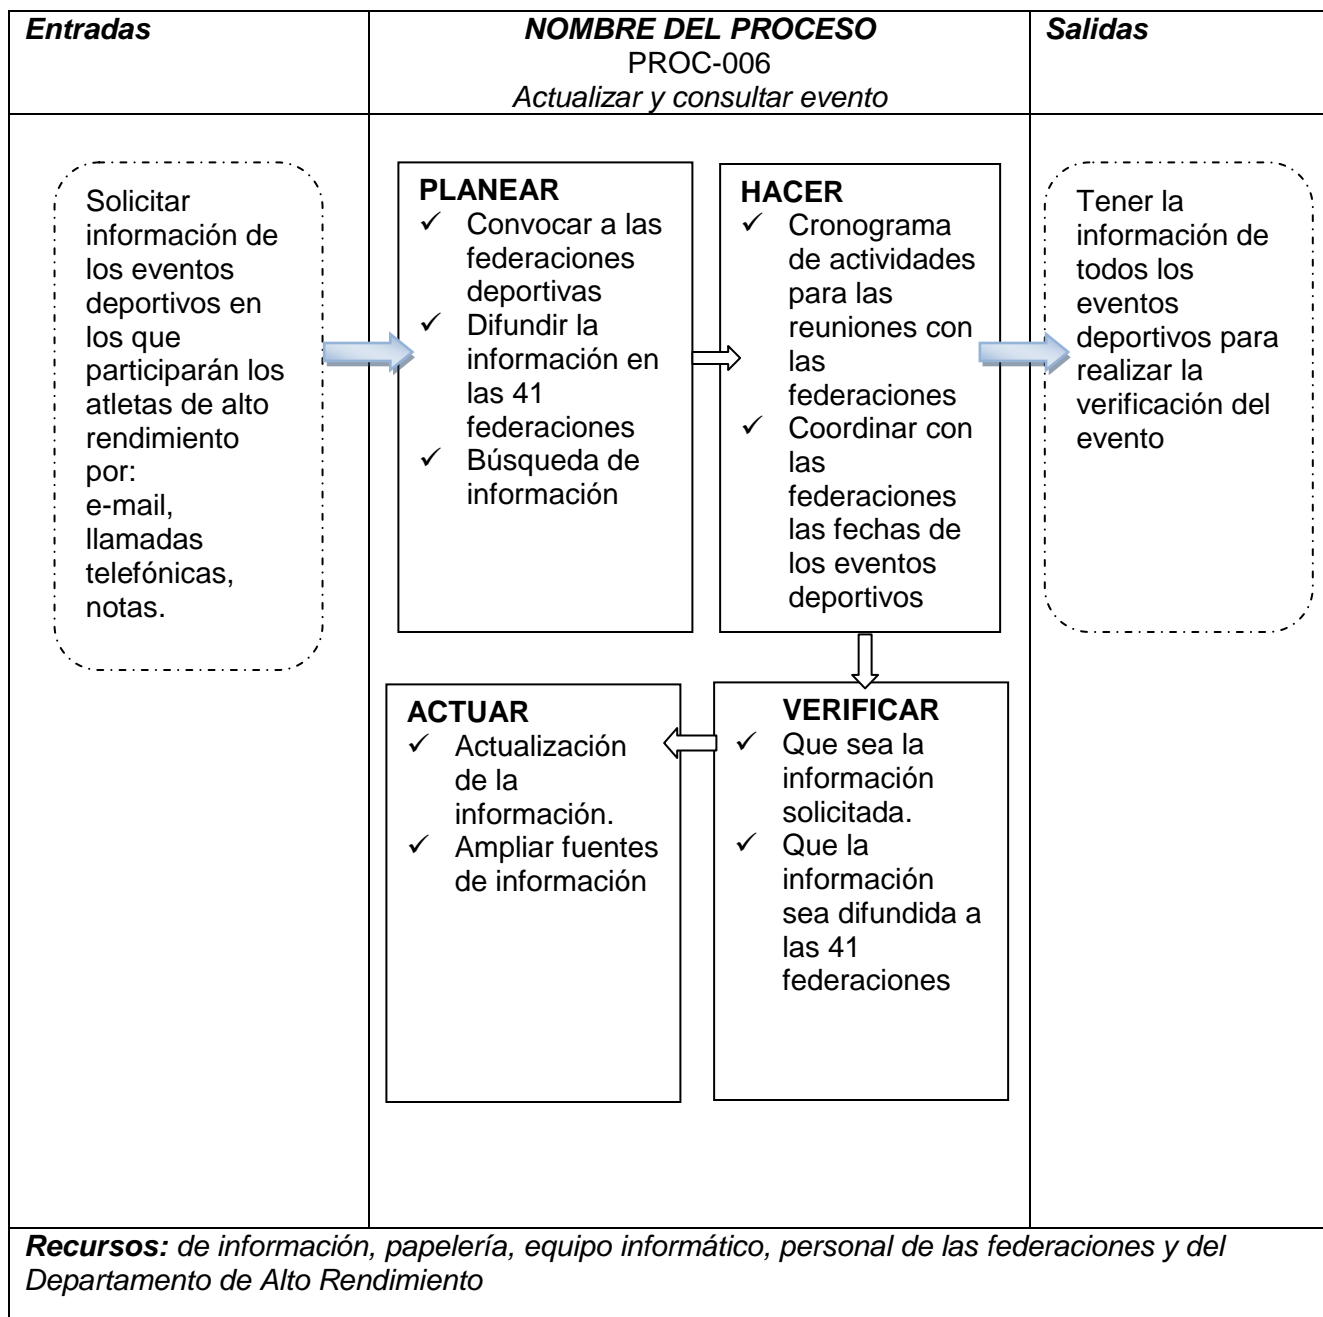 Entradas
NOMBRE DEL PROCESO
PROC-006
Actualizar y consultar evento
Salidas
Solicitar
información de
los eventos
deportivos en
los que
participarán los
atletas de alto
rendimiento
por:
e-mail,
llamadas
telefónicas,
notas.
PLANEAR
✓ Convocar a las
federaciones
deportivas
✓ Difundir la
información en
las 41
federaciones
✓ Búsqueda de
información
HACER
✓ Cronograma
de actividades
para las
reuniones con
las
federaciones
✓ Coordinar con
las
federaciones
las fechas de
los eventos
deportivos
Tener la
información de
todos los
eventos
deportivos para
realizar la
verificación del
evento
ACTUAR
✓ Actualización
de la
información.
✓ Ampliar fuentes
de información
VERIFICAR
✓ Que sea la
información
solicitada.
✓ Que la
información
sea difundida a
las 41
federaciones
Recursos: de información, papelería, equipo informático, personal de las federaciones y del
Departamento de Alto Rendimiento